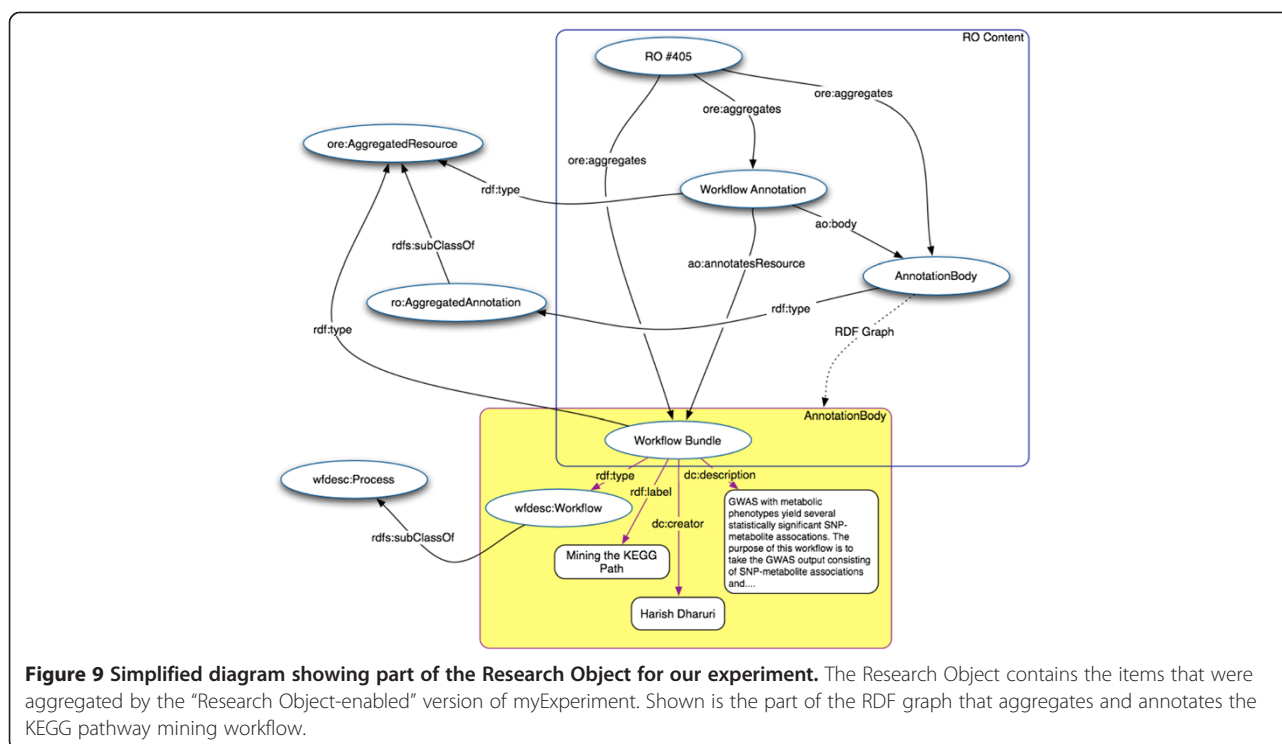 RO Content
RO #405
ore:aggregates
ore:aggregates
ore:AggregatedResource
ore:aggregates
rdf:type
Workflow Annotation
ao:body
rdfs:subClassOf
ao:annotatesResource
AnnotationBody
ro:AggregatedAnnotation
rdf:type
rdf:type
RDF Graph
AnnotationBody
Workflow Bundle
rdf:type
dc:description
wfdesc:Process
rdf:label
wfdesc:Workflow
dc:creator
rdfs:subClassOf
GWAS with metabolic
phenotypes yield several
statistically significant SNP-
metabolite assocations. The
purpose of this workflow is to
take the GWAS output consisting
of SNP-metabolite associations
and....
Mining the KEGG
Path
Harish Dharuri
Figure 9 Simplified diagram showing part of the Research Object for our experiment. The Research Object contains the items that were
aggregated by the “Research Object-enabled” version of myExperiment. Shown is the part of the RDF graph that aggregates and annotates the
KEGG pathway mining workflow.